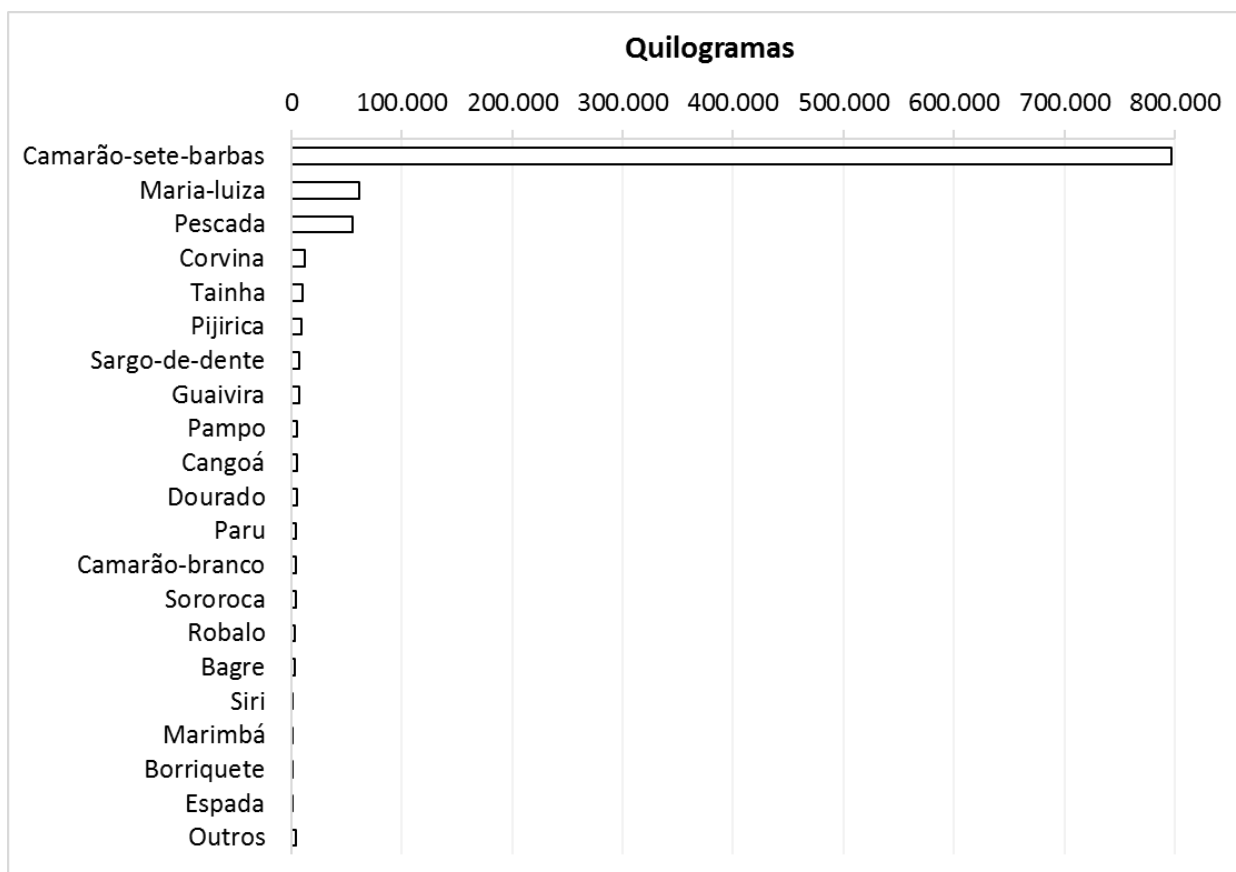 Quilogramas
0 100.000 200.000 300.000 400.000 500.000 600.000 700.000 800.000
Camarão-sete-barbas
Maria-luiza
Pescada
Corvina
Tainha
Pijirica
Sargo-de-dente
Guaivira
Pampo
Cangoá
Dourado
Paru
Camarão-branco
Sororoca
Robalo
Bagre
Siri
Marimbá
Borriquete
Espada
Outros